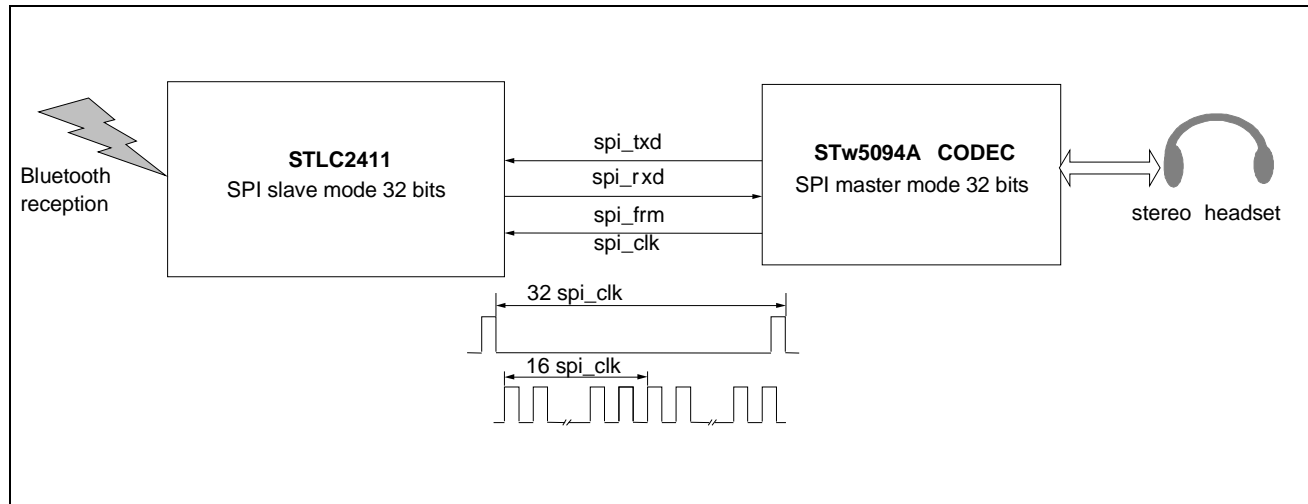 Bluetooth
reception
STLC2411
SPI slave mode 32 bits
spi_txd
spi_rxd
spi_frm
spi_clk
STw5094A CODEC
SPI master mode 32 bits
stereo headset
32 spi_clk
16 spi_clk